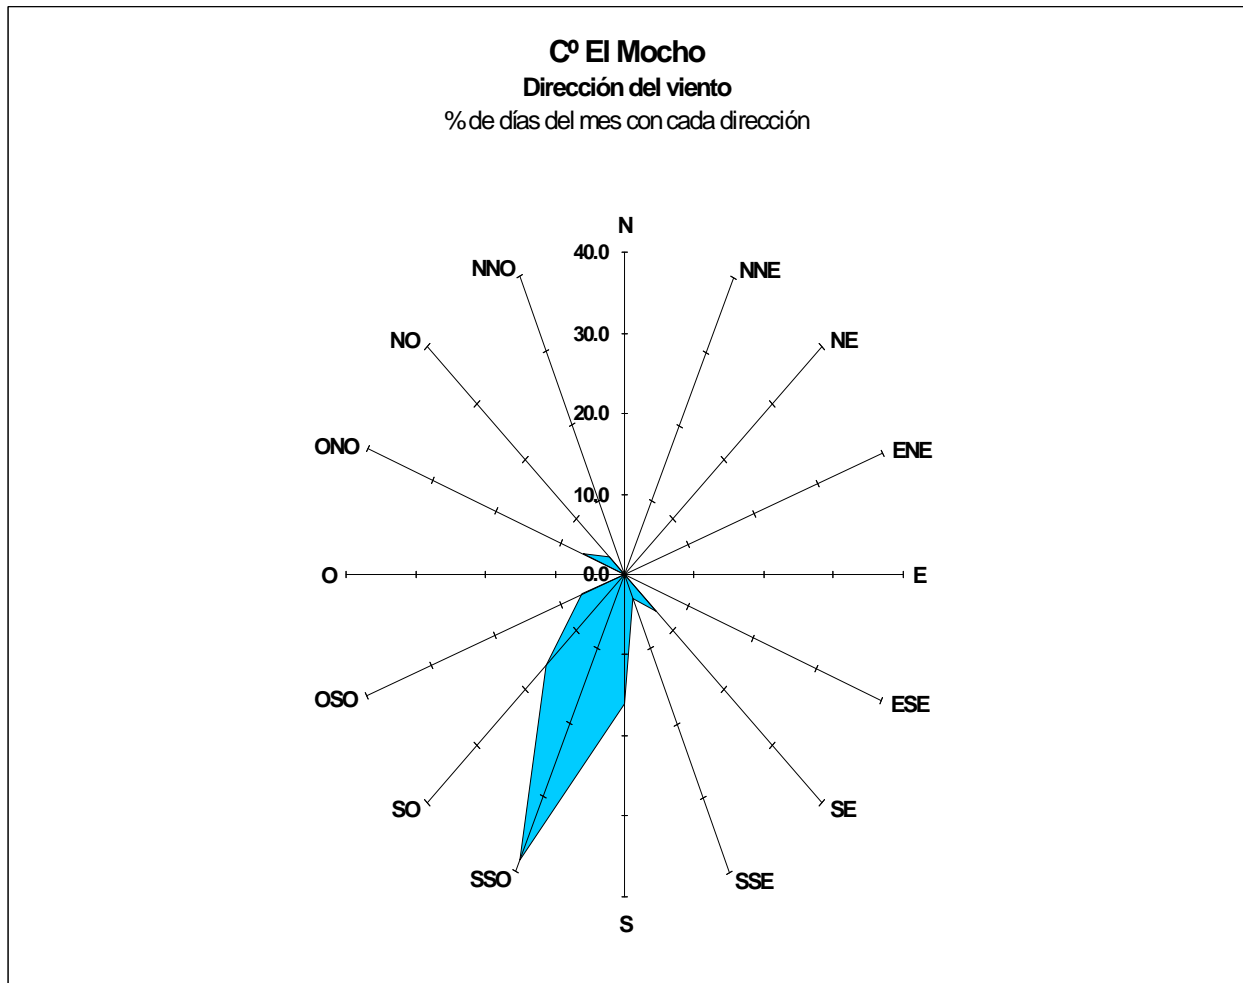 Cº El Mocho
Dirección del viento
% de días del mes con cada dirección
N
40.0
NNO
NNE
30.0
NO
NE
20.0
ONO
ENE
10.0
O
0.0
E
OSO
ESE
SO
SE
SSO
SSE
S